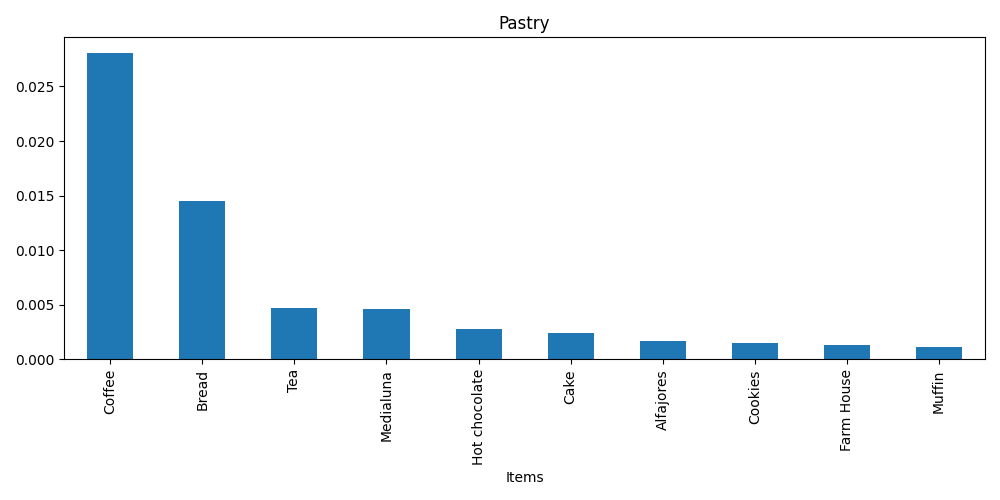 Pastry
0.025
0.020
0.015
0.010
0.005
0.000
Coffee
Bread
Tea
Medialuna
Hot chocolate
Cake
Alfajores
Cookies
Farm House
Muffin
Items